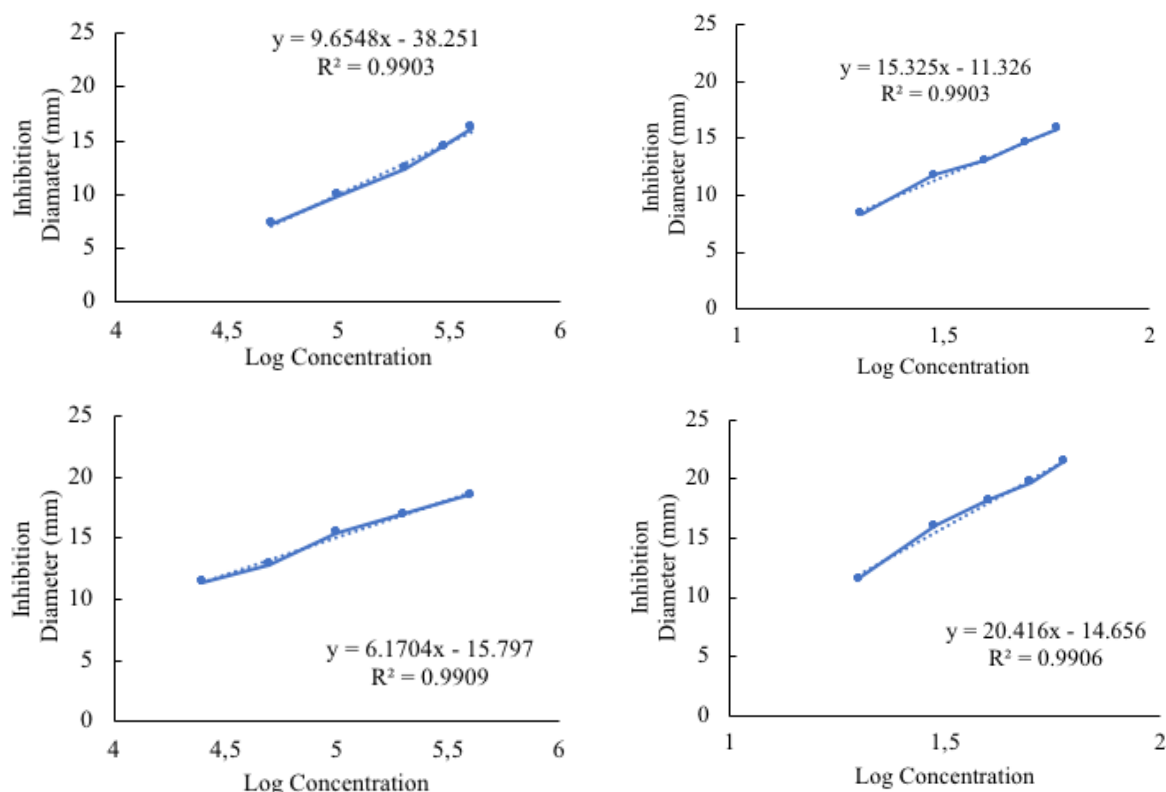 25
20
15
10
5
0
Inhibition
Diamater (mm)
y = 9.6548x - 38.251
R² = 0.9903
4 4,5 5 5,5 6
Log Concentration
25
20
15
10
5
0
Inhibition
Diameter (mm)
y = 15.325x - 11.326
R² = 0.9903
1 1,5 2
Log Concentration
25
20
15
10
5
0
Inhibition
Diameter (mm)
y = 6.1704x - 15.797
R² = 0.9909
4 4,5 5 5,5 6
Log Concentration
25
20
15
10
5
0
Inhibition
Diameter (mm)
y = 20.416x - 14.656
R² = 0.9906
1 1,5 2
Log Concentration